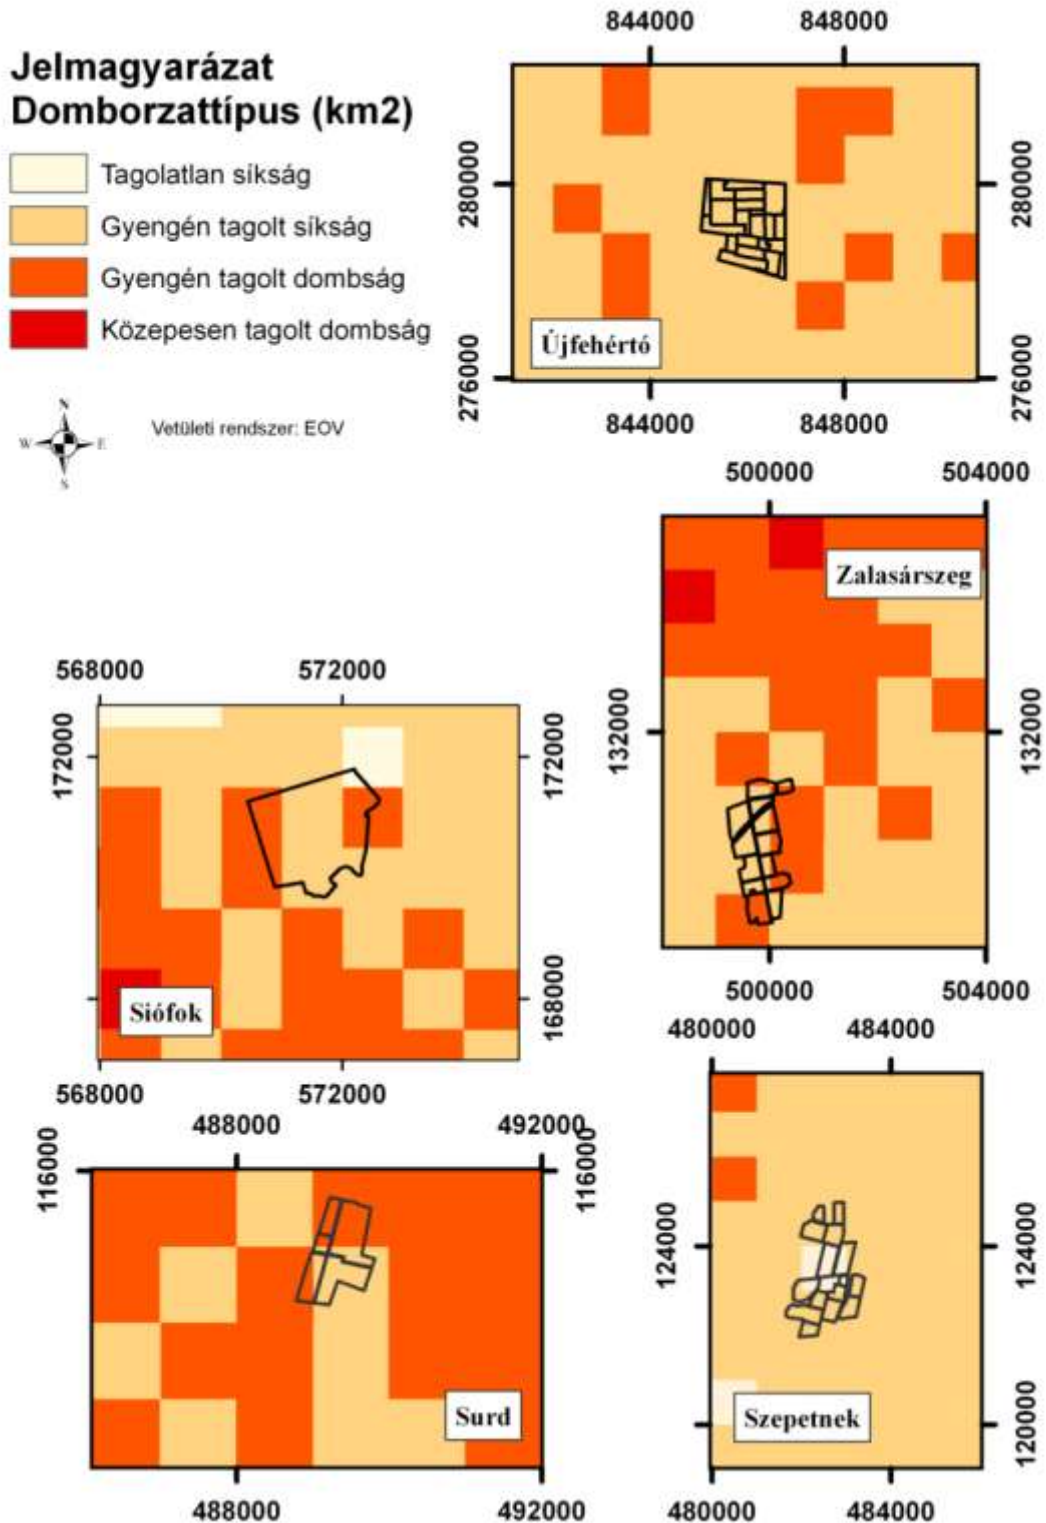 Jelmagyarázat
Domborzattípus (km2)
Tagolatlan síkság
Gyengén tagolt síkság
Gyengén tagolt dombság
Közepesen tagolt dombság
N
W E
S
Vetületi rendszer: EOV
844000 848000
280000 280000
276000 276000
Újfehértó
844000 848000
500000 504000
Zalasárszeg
132000 132000
500000 504000
568000 572000
172000 172000
168000
Siófok
568000 572000
488000 492000
116000 116000
Surd
488000 492000
480000 484000
124000 124000
120000
Szepetnek
480000 484000